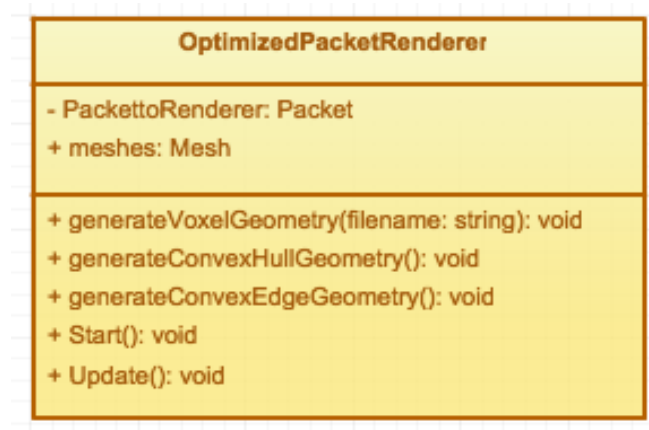 OptimizedPacketRenderer
- PackettoRenderer: Packet
+ meshes: Mesh
+ generateVoxelGeometry(filename: string): void
+ generateConvexHullGeometry(): void
+ generateConvexEdgeGeometry(): void
+ Start(): void
+ Update(): void